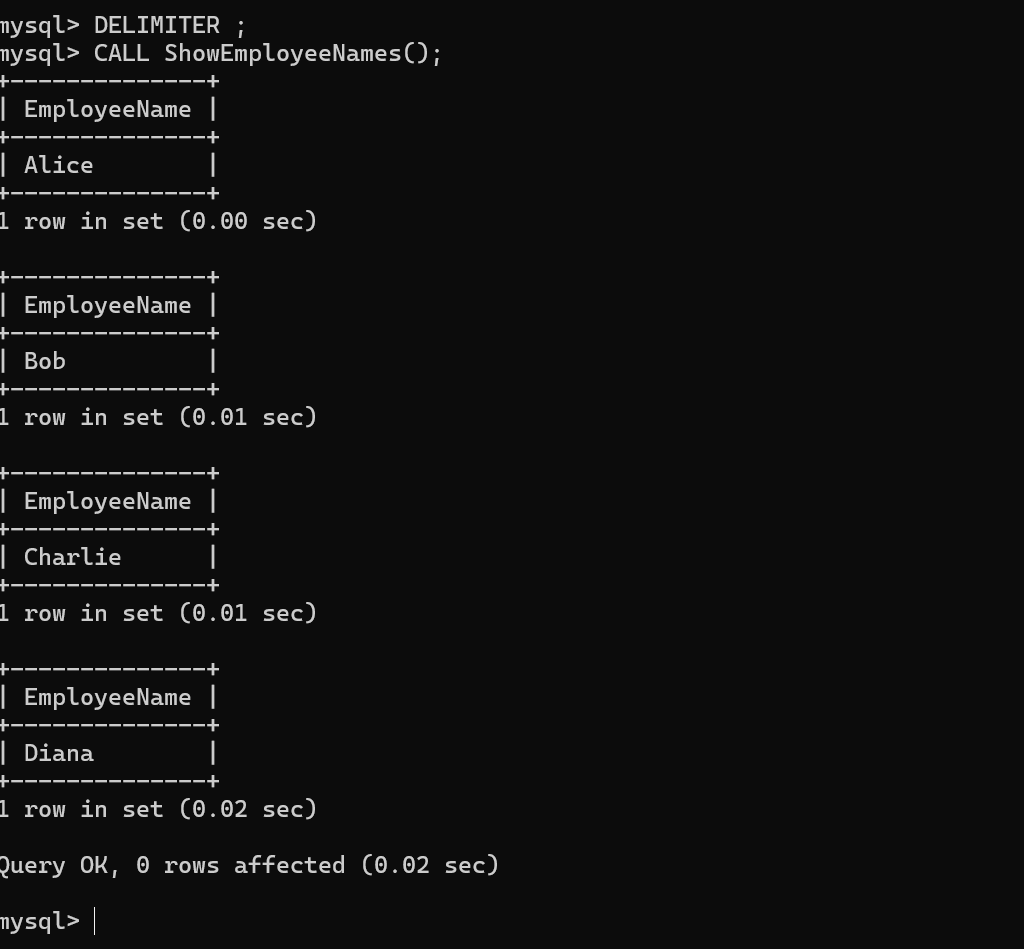 mysql> DELIMITER ;
mysql> CALL ShowEmployeeNames();
+--------------+
| EmployeeName |
+--------------+
| Alice        |
+--------------+
1 row in set (0.00 sec)

+--------------+
| EmployeeName |
+--------------+
| Bob          |
+--------------+
1 row in set (0.01 sec)

+--------------+
| EmployeeName |
+--------------+
| Charlie      |
+--------------+
1 row in set (0.01 sec)

+--------------+
| EmployeeName |
+--------------+
| Diana        |
+--------------+
1 row in set (0.02 sec)

Query OK, 0 rows affected (0.02 sec)

mysql>